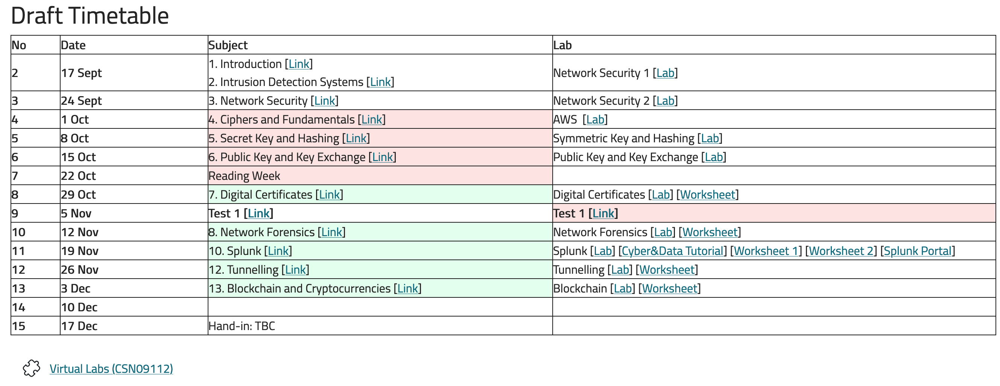 Draft Timetable
No Date Subject Lab
2 17 Sept 1. Introduction [Link]
2. Intrusion Detection Systems [Link] Network Security 1 [Lab]
3 24 Sept 3. Network Security [Link] Network Security 2 [Lab]
4 1 Oct 4. Ciphers and Fundamentals [Link] AWS [Lab]
5 8 Oct 5. Secret Key and Hashing [Link] Symmetric Key and Hashing [Lab]
6 15 Oct 6. Public Key and Key Exchange [Link] Public Key and Key Exchange [Lab]
7 22 Oct Reading Week
8 29 Oct 7. Digital Certificates [Link] Digital Certificates [Lab] [Worksheet]
9 5 Nov Test 1 [Link] Test 1 [Link]
10 12 Nov 8. Network Forensics [Link] Network Forensics [Lab] [Worksheet]
11 19 Nov 10. Splunk [Link] Splunk [Lab] [Cyber&Data Tutorial] [Worksheet 1] [Worksheet 2] [Splunk Portal]
12 26 Nov 12. Tunnelling [Link] Tunnelling [Lab] [Worksheet]
13 3 Dec 13. Blockchain and Cryptocurrencies [Link] Blockchain [Lab] [Worksheet]
14 10 Dec
15 17 Dec Hand-in: TBC
Virtual Labs (CSN09112)